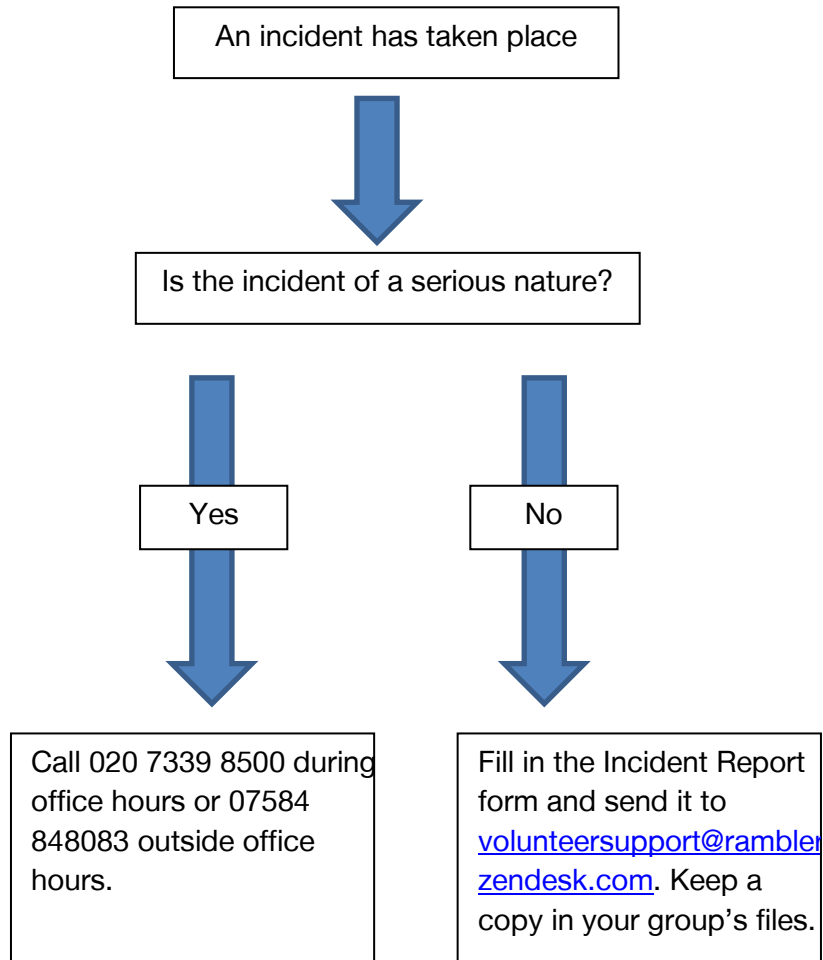 An incident has taken place
Is the incident of a serious nature?
Yes
No
Call 020 7339 8500 during
office hours or 07584
848083 outside office
hours.
Fill in the Incident Report
form and send it to
volunteersupport@rambler
zendesk.com. Keep a
copy in your group’s files.